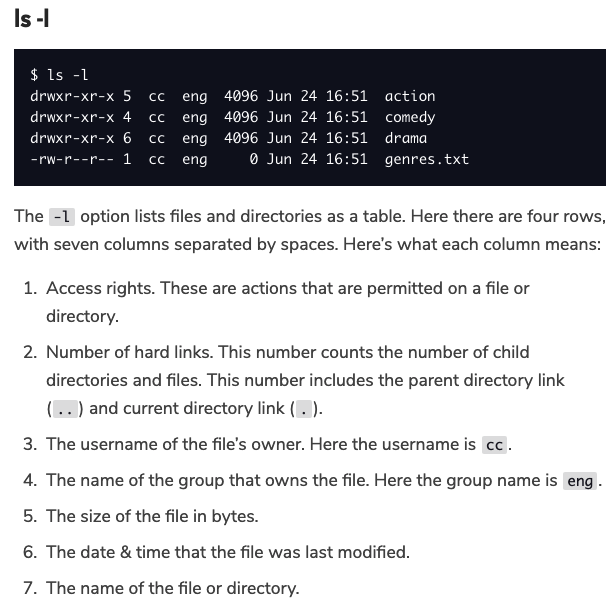 ls -l
$ ls -l
drwxr-xr-x 5  cc  eng  4096 Jun 24 16:51  action
drwxr-xr-x 4  cc  eng  4096 Jun 24 16:51  comedy
drwxr-xr-x 6  cc  eng  4096 Jun 24 16:51  drama
-rw-r--r-- 1  cc  eng     0 Jun 24 16:51  genres.txt
The -l option lists files and directories as a table. Here there are four rows,
with seven columns separated by spaces. Here’s what each column means:
1. Access rights. These are actions that are permitted on a file or
directory.
2. Number of hard links. This number counts the number of child
directories and files. This number includes the parent directory link
(..) and current directory link (.).
3. The username of the file’s owner. Here the username is cc.
4. The name of the group that owns the file. Here the group name is eng.
5. The size of the file in bytes.
6. The date & time that the file was last modified.
7. The name of the file or directory.